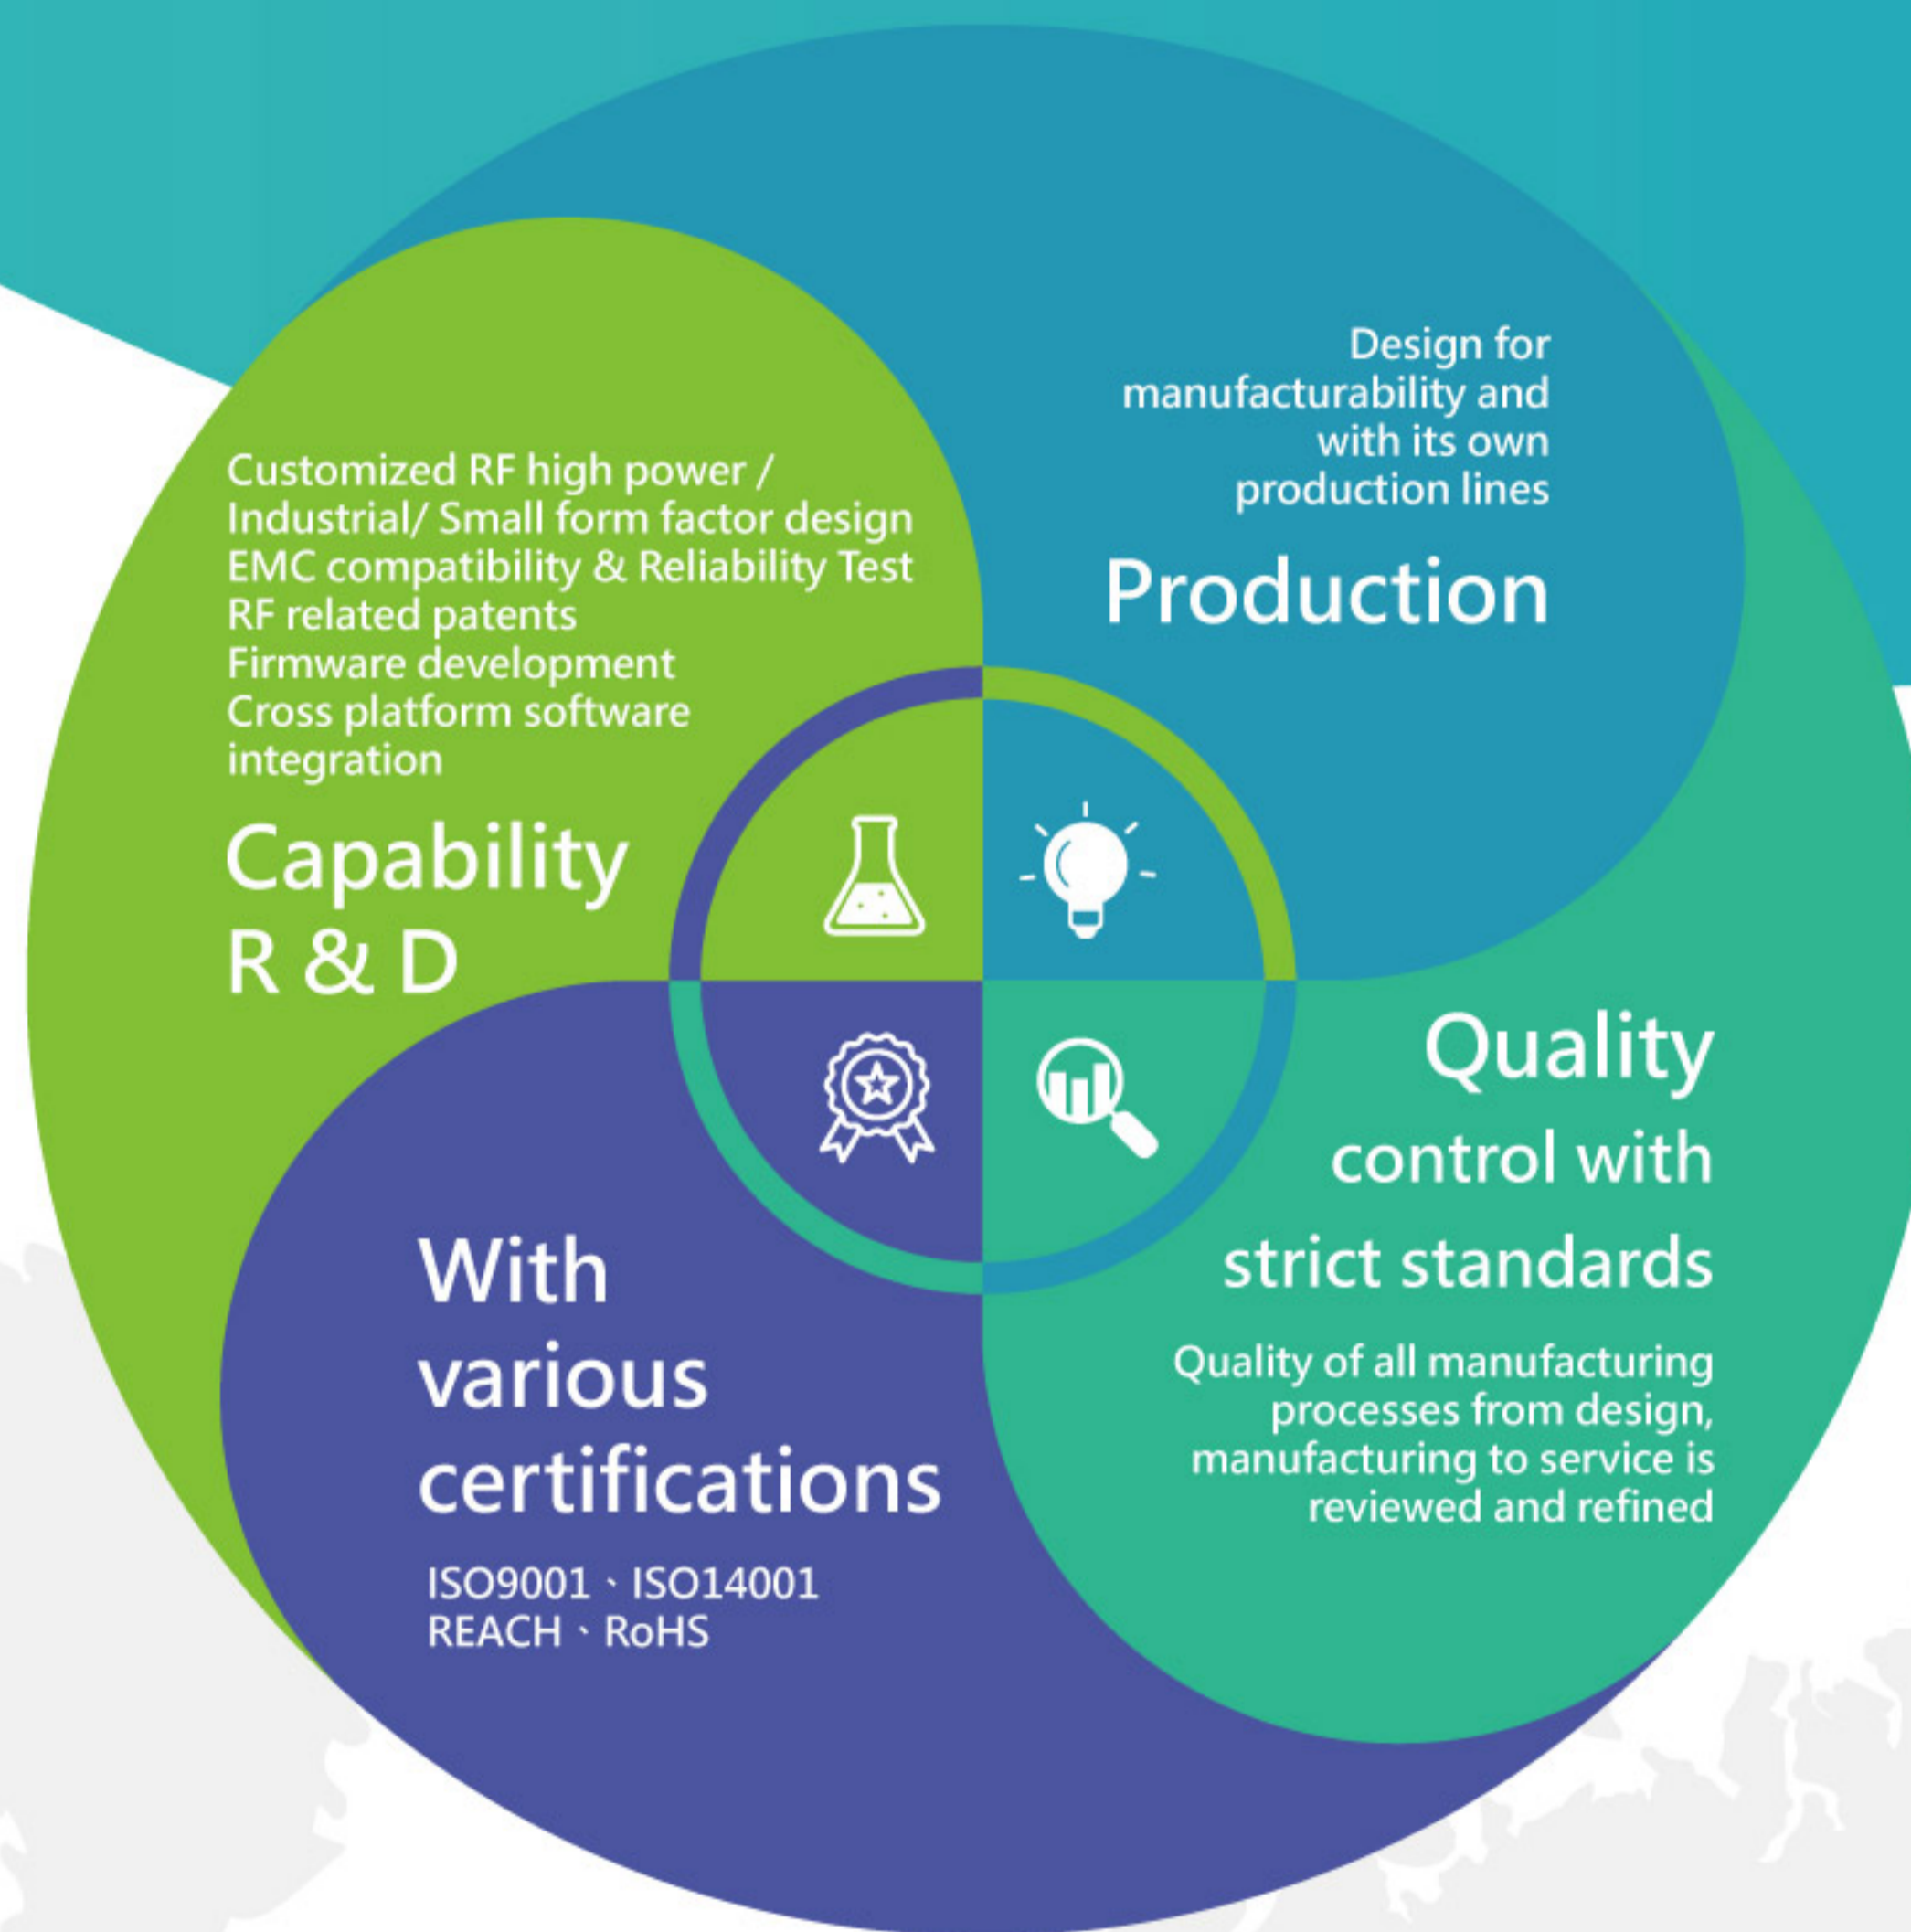 Customized RF high power /
Industrial/ Small form factor design
EMC compatibility & Reliability Test
RF related patents
Firmware development
Cross platform software
integration
Capability
R & D
Design for
manufacturability and
with its own
production lines
Production
With
various
certifications
ISO9001、ISO14001
REACH、RoHS
Quality
control with
strict standards
Quality of all manufacturing
processes from design,
manufacturing to service is
reviewed and refined